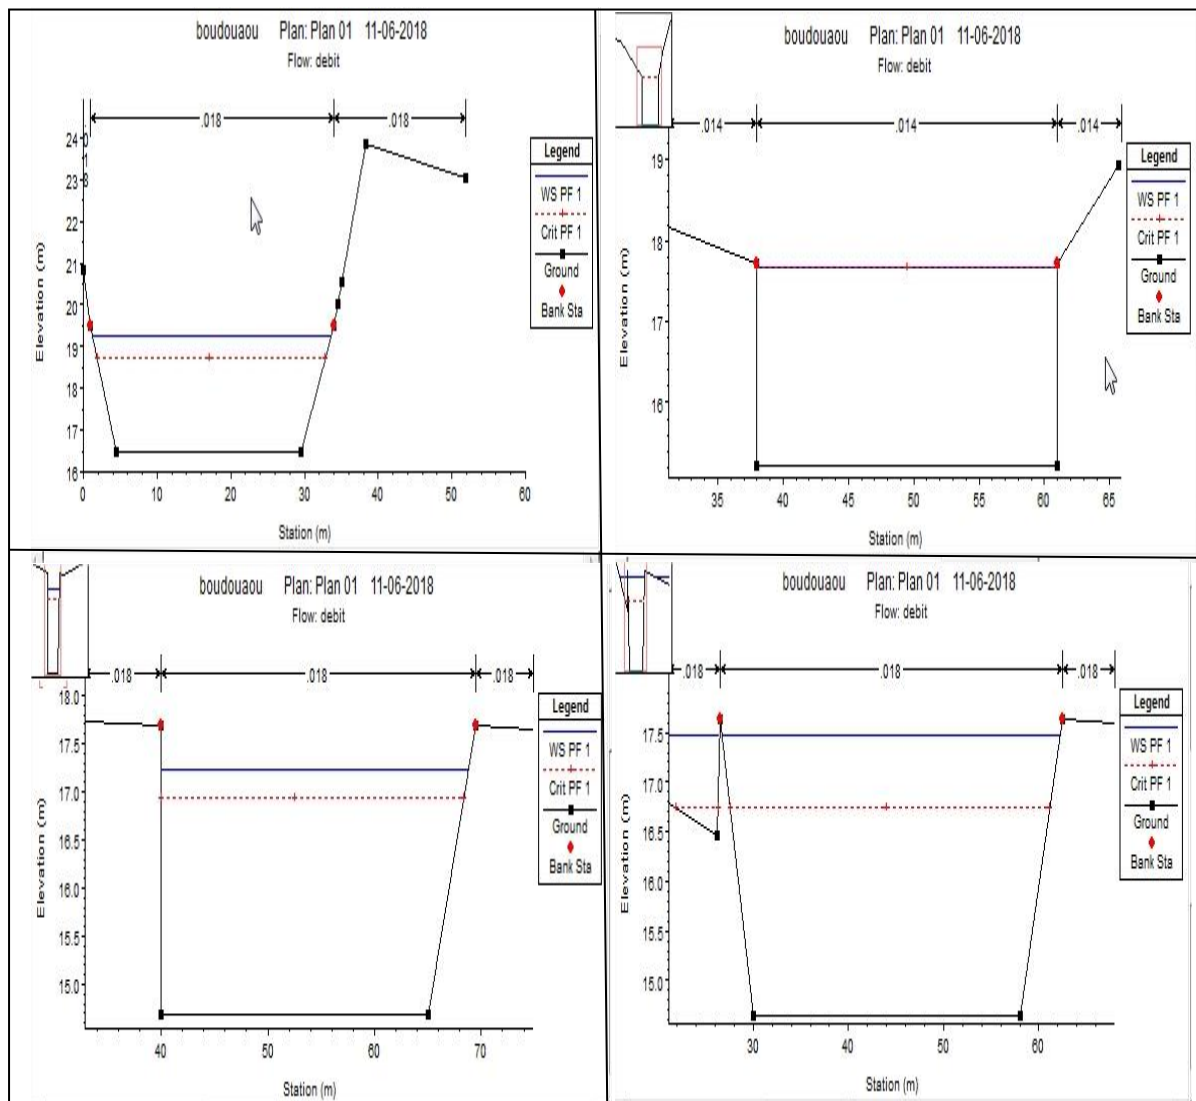 boudouaou Plan: Plan 01 11-06-2018
Flow: debit
.018
.018
.018
24
23
22
21
20
19
18
17
16
Elevation (m)
0 10 20 30 40 50 60
Station (m)
Legend
WS PF 1
Crit PF 1
Ground
Bank Sta
boudouaou Plan: Plan 01 11-06-2018
Flow: debit
.014 .014 .014
19
18
17
16
Elevation (m)
35 40 45 50 55 60 65
Station (m)
Legend
WS PF 1
Crit PF 1
Ground
Bank Sta
boudouaou Plan: Plan 01 11-06-2018
Flow: debit
.018 .018 .018
18.0
17.5
17.0
16.5
16.0
15.5
15.0
Elevation (m)
40 50 60 70
Station (m)
Legend
WS PF 1
Crit PF 1
Ground
Bank Sta
boudouaou Plan: Plan 01 11-06-2018
Flow: debit
.018 .018 .018
17.5
17.0
16.5
16.0
15.5
15.0
Elevation (m)
30 40 50 60
Station (m)
Legend
WS PF 1
Crit PF 1
Ground
Bank Sta